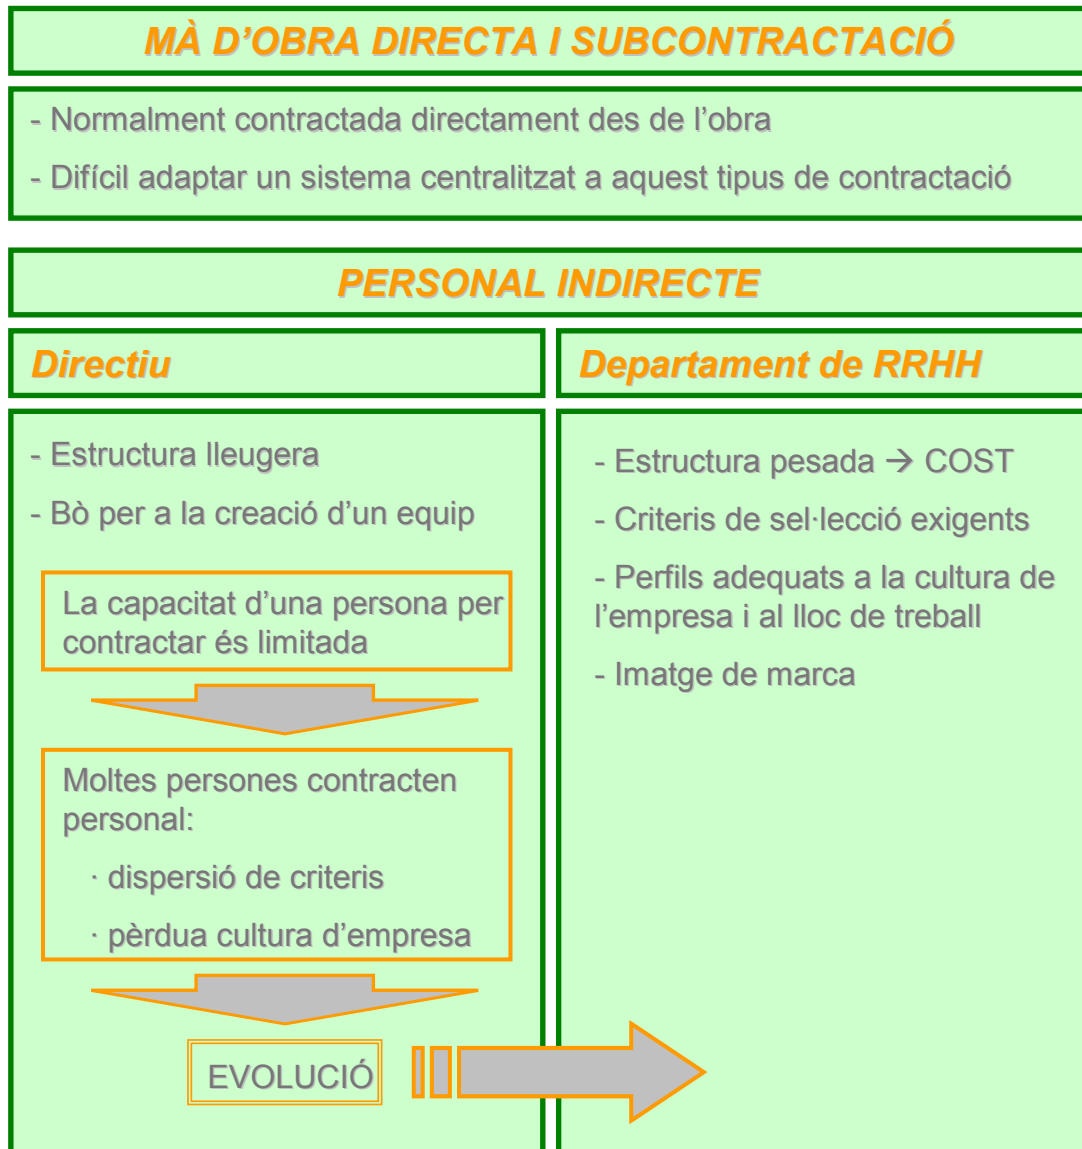 MÀ D’OBRA DIRECTA I SUBCONTRACTACIÓ
- Normalment contractada directament des de l’obra
- Difícil adaptar un sistema centralitzat a aquest tipus de contractació
PERSONAL INDIRECTE
Directiu
- Estructura lleugera
- Bò per a la creació d’un equip
La capacitat d’una persona per
contractar és limitada
Moltes persones contracten
personal:
· dispersió de criteris
· pèrdua cultura d’empresa
EVOLUCIÓ
Departament de RRHH
- Estructura pesada → COST
- Criteris de sel·lecció exigents
- Perfils adequats a la cultura de
l’empresa i al lloc de treball
- Imatge de marca